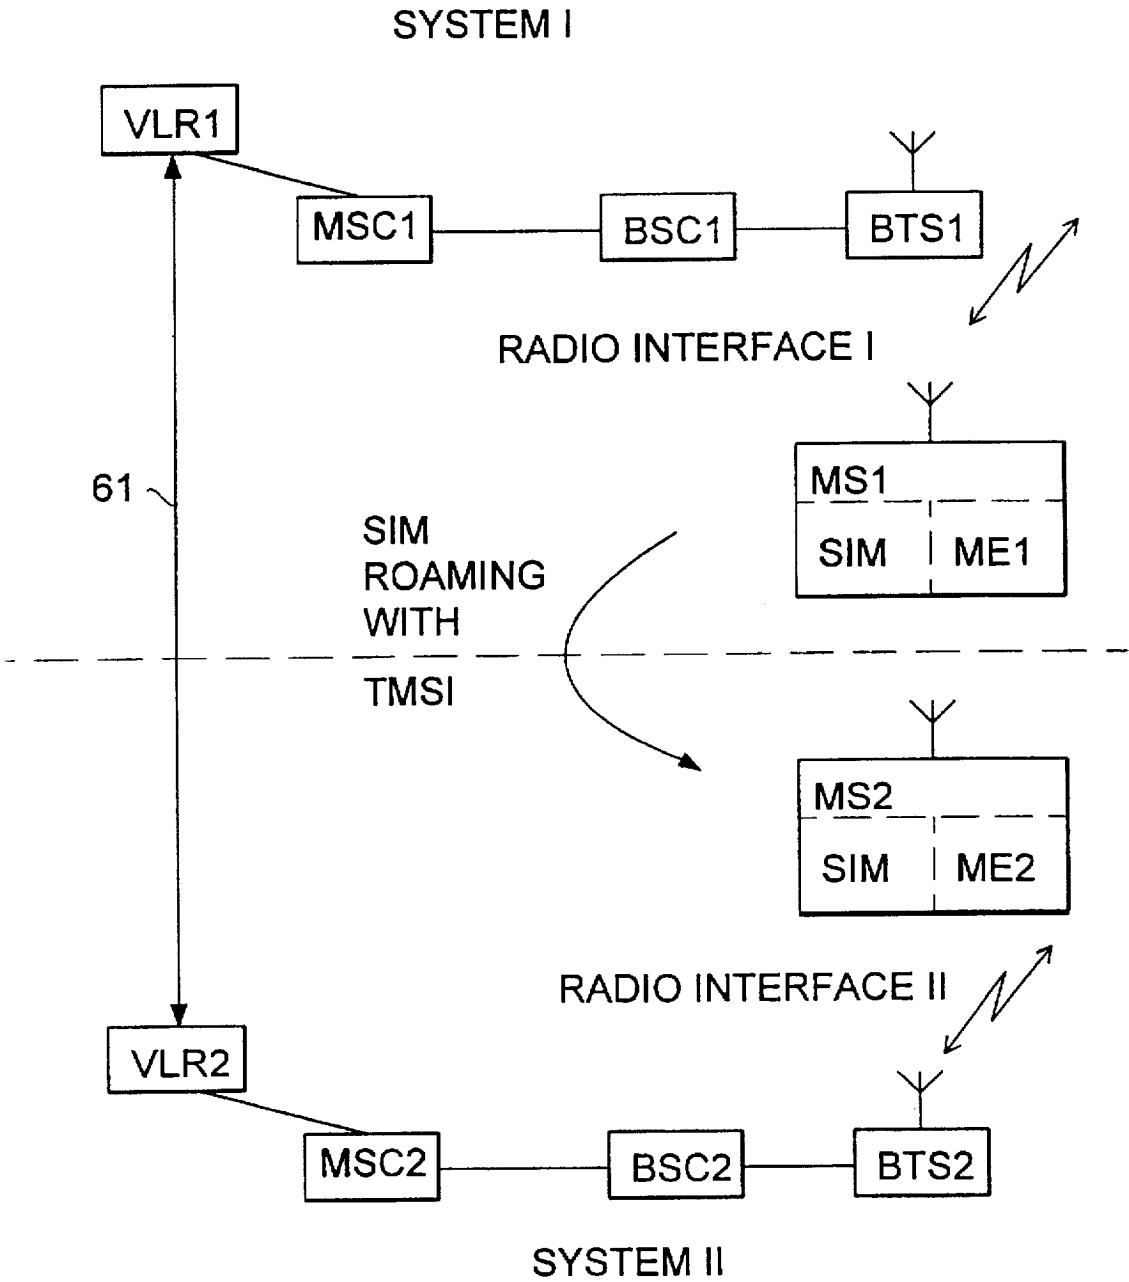 SYSTEM I
VLR1
MSC1
BSC1
BTS1
RADIO INTERFACE I
MS1
SIM
ME1
61
SIM
ROAMING
WITH
TMSI
MS2
SIM
ME2
RADIO INTERFACE II
VLR2
MSC2
BSC2
BTS2
SYSTEM II